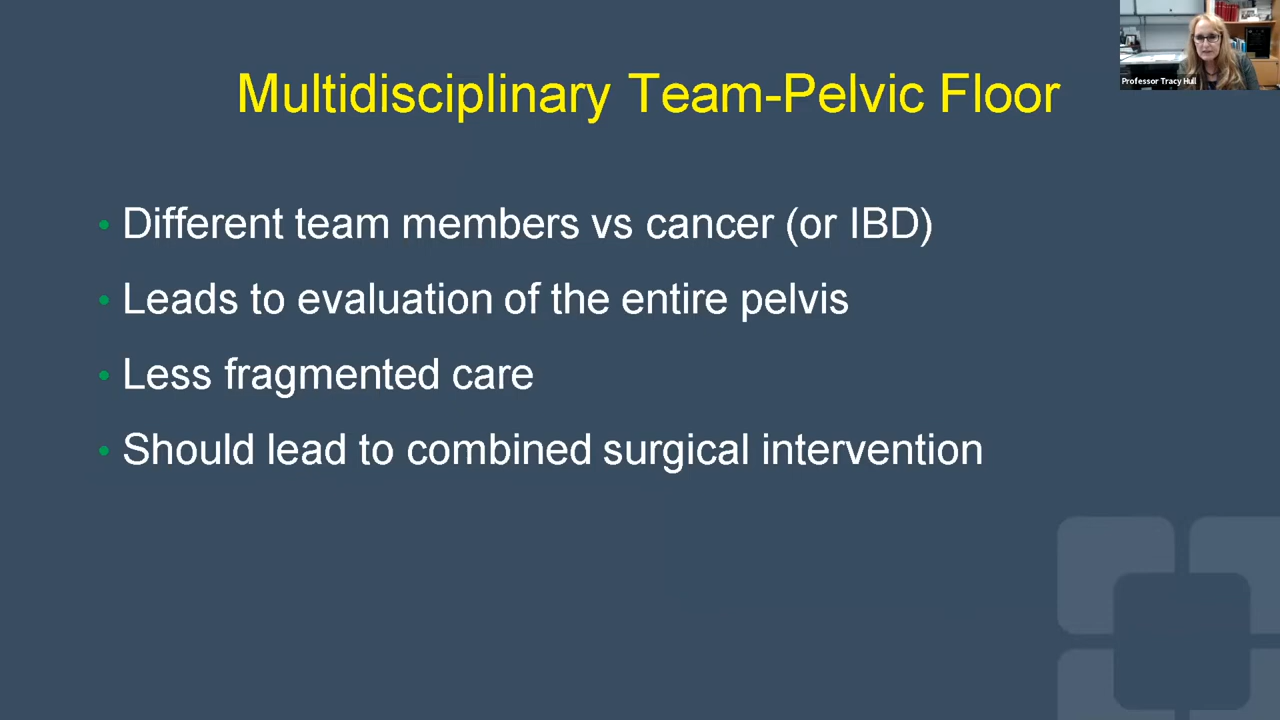 Multidisciplinary Team-Pelvic Floor
Professor Tracy Hull
• Different team members vs cancer (or IBD)
• Leads to evaluation of the entire pelvis
• Less fragmented care
• Should lead to combined surgical intervention